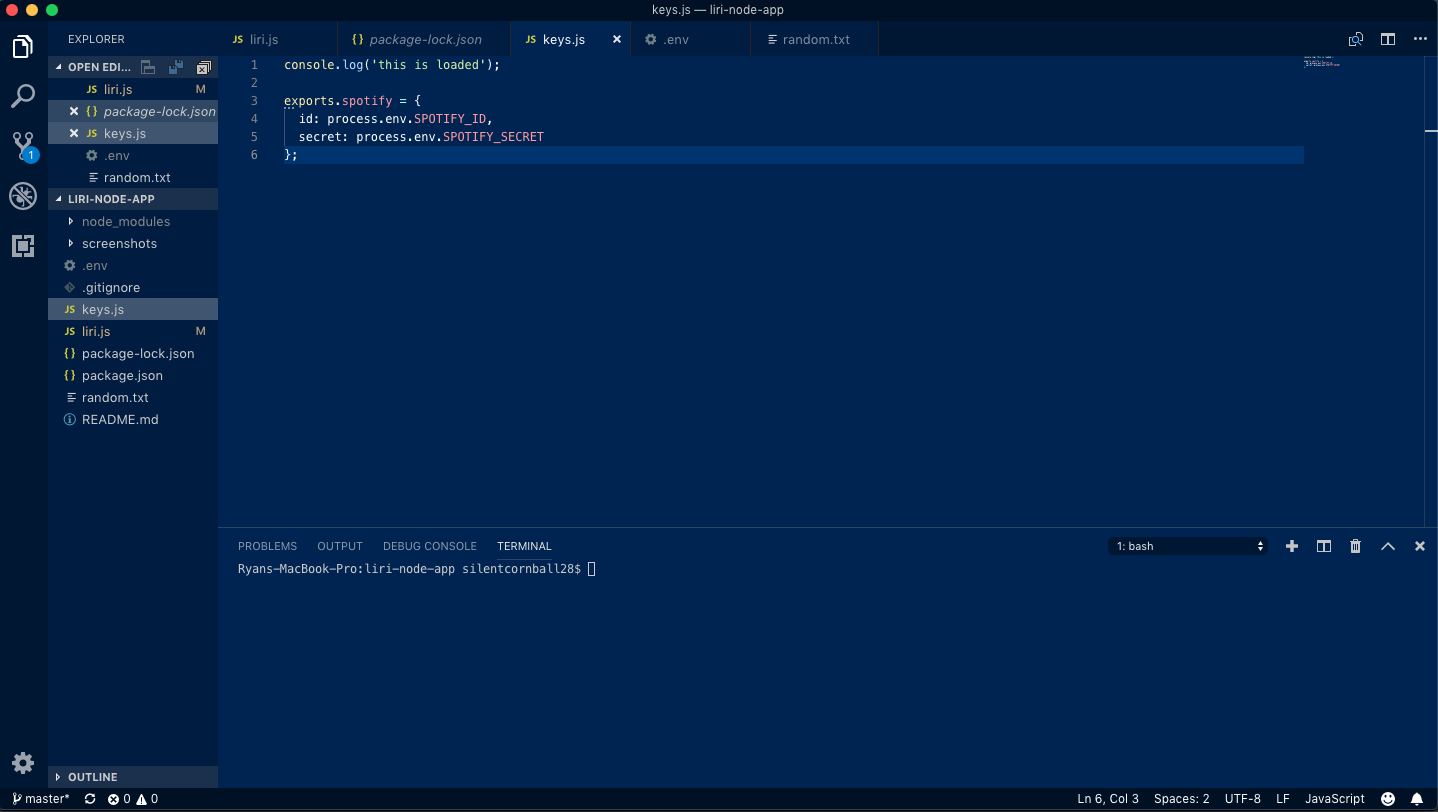 keys.js — liri-node-app
EXPLORER
OPEN EDI...
JS liri.js M
{} package-lock.json
JS keys.js
.env
random.txt
LIRI-NODE-APP
node_modules
screenshots
.env
.gitignore
JS keys.js
JS liri.js M
{} package-lock.json
{} package.json
random.txt
README.md
OUTLINE
1
JS liri.js
{} package-lock.json
JS keys.js
.env
random.txt
1 console.log('this is loaded');
2
3 exports.spotify = {
4 id: process.env.SPOTIFY_ID,
5 secret: process.env.SPOTIFY_SECRET
6 };
PROBLEMS OUTPUT DEBUG CONSOLE TERMINAL 1: bash
Ryans-MacBook-Pro:liri-node-app silentcornball28$
master* 0 0 Ln 6, Col 3 Spaces: 2 UTF-8 LF JavaScript